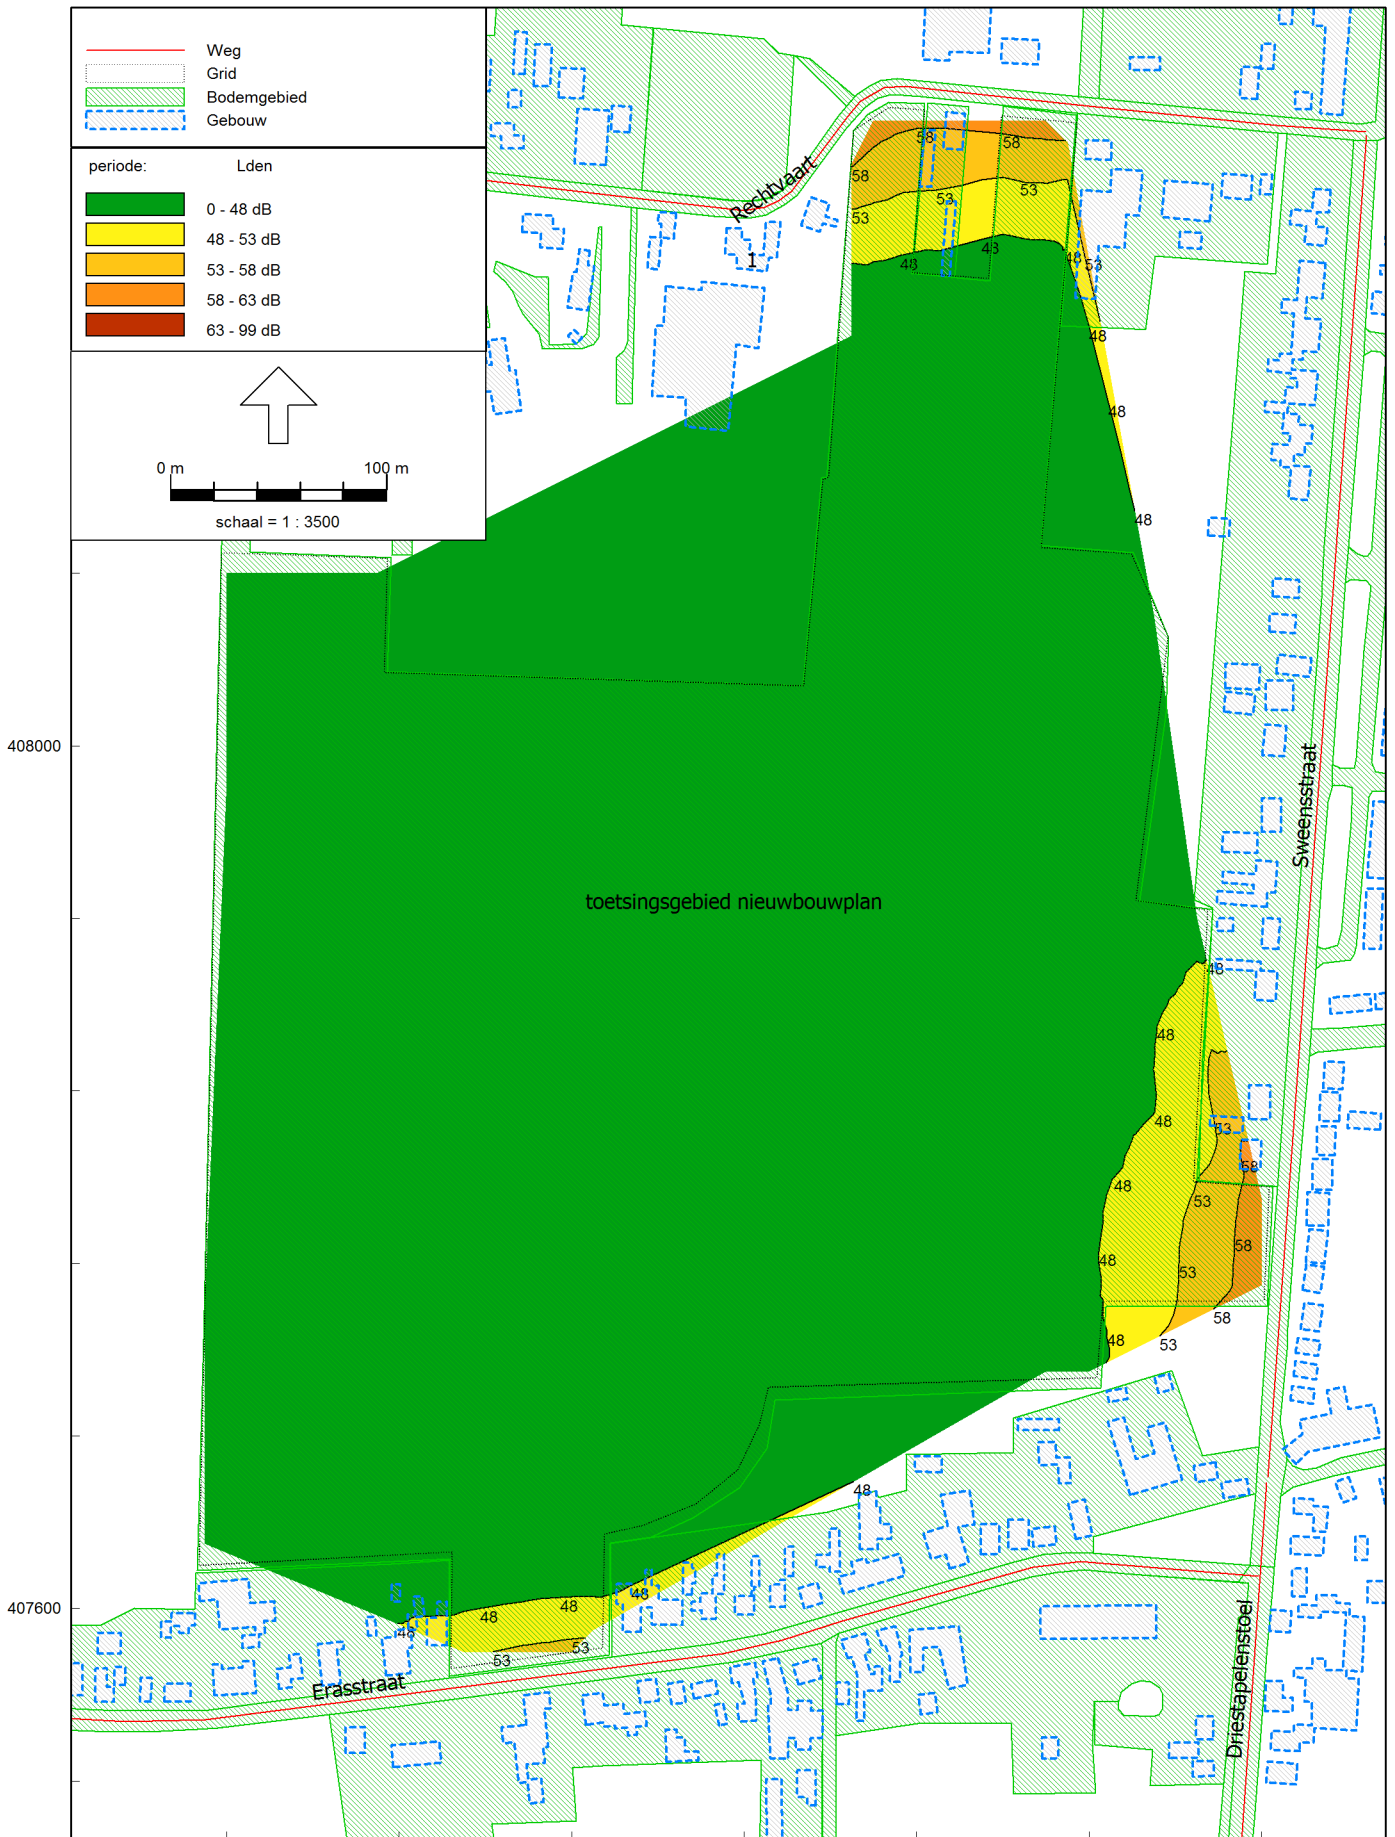 Weg
Grid
Bodemgebied
Gebouw
periode: Lden
0 - 48 dB
48 - 53 dB
53 - 58 dB
58 - 63 dB
63 - 99 dB
0 m 100 m
schaal = 1 : 3500
Rechtvaart
1
58
58
58
53
53
53
48
48
48
53
48
48
48
408000
Sweensstraat
toetsingsgebied nieuwbouwplan
48
48
48
53
58
48
53
58
48
53
58
48
53
48
48
48
48
407600
48
53
53
Erasstraat
Driestapelenstoel